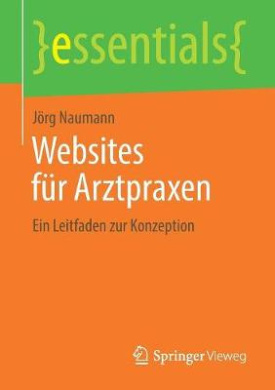 }essentials{
Jörg Naumann
Websites
für Arztpraxen
Ein Leitfaden zur Konzeption
Springer Vieweg